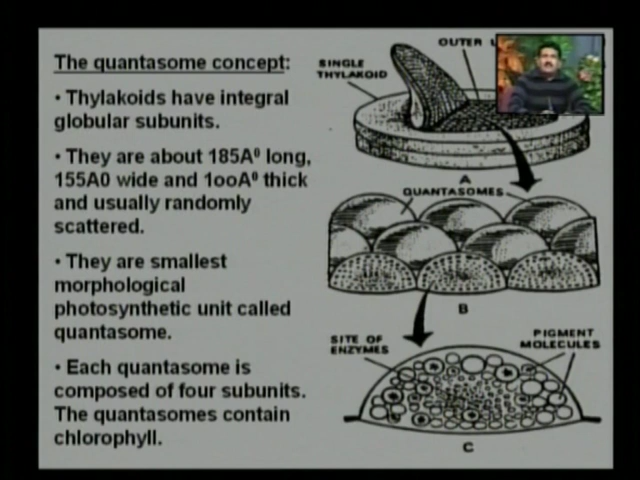 The quantasome concept:
• Thylakoids have integral
globular subunits.
• They are about 185A⁰ long,
155A0 wide and 1ooA⁰ thick
and usually randomly
scattered.
• They are smallest
morphological
photosynthetic unit called
quantasome.
• Each quantasome is
composed of four subunits.
The quantasomes contain
chlorophyll.
OUTER
SINGLE
THYLAKOID
A
QUANTASOMES
B
SITE OF
ENZYMES
PIGMENT
MOLECULES
C